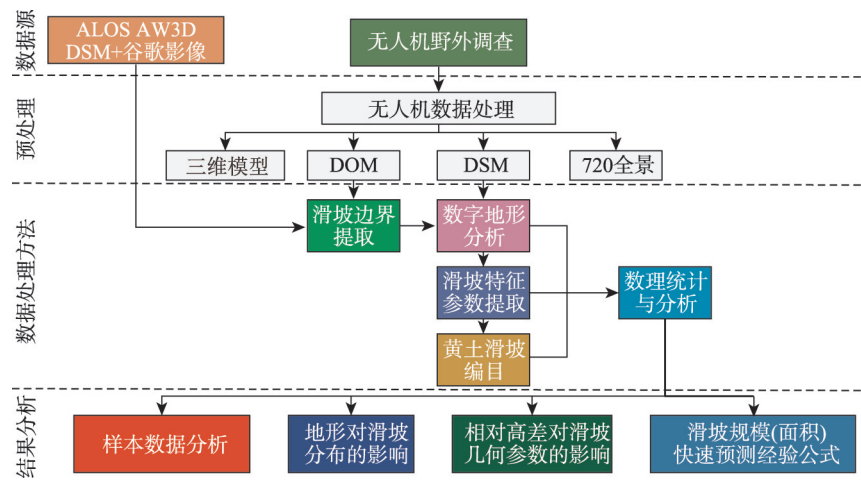 数据源
ALOS AW3D
DSM+谷歌影像
无人机野外调查
预处理
无人机数据处理
三维模型
DOM
DSM
720全景
数据处理方法
滑坡边界
提取
数字地形
分析
滑坡特征
参数提取
数理统计
与分析
黄土滑坡
编目
结果分析
样本数据分析
地形对滑坡
分布的影响
相对高差对滑坡
几何参数的影响
滑坡规模(面积)
快速预测经验公式